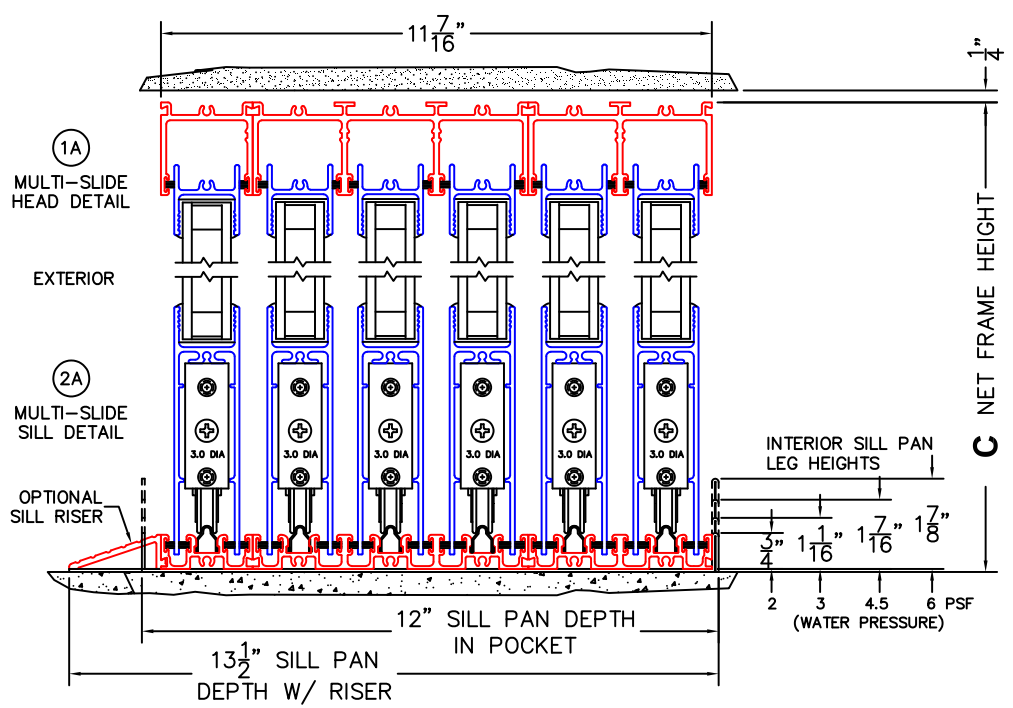 11 7/16"
1/4"
1A
MULTI-SLIDE
HEAD DETAIL
EXTERIOR
2A
MULTI-SLIDE
SILL DETAIL
3.0 DIA
3.0 DIA
3.0 DIA
3.0 DIA
3.0 DIA
3.0 DIA
C NET FRAME HEIGHT
INTERIOR SILL PAN
LEG HEIGHTS
OPTIONAL
SILL RISER
3/4"
1 1/16"
1 7/16"
1 7/8"
2 3 4.5 6 PSF
(WATER PRESSURE)
12" SILL PAN DEPTH
IN POCKET
13 1/2" SILL PAN
DEPTH W/ RISER